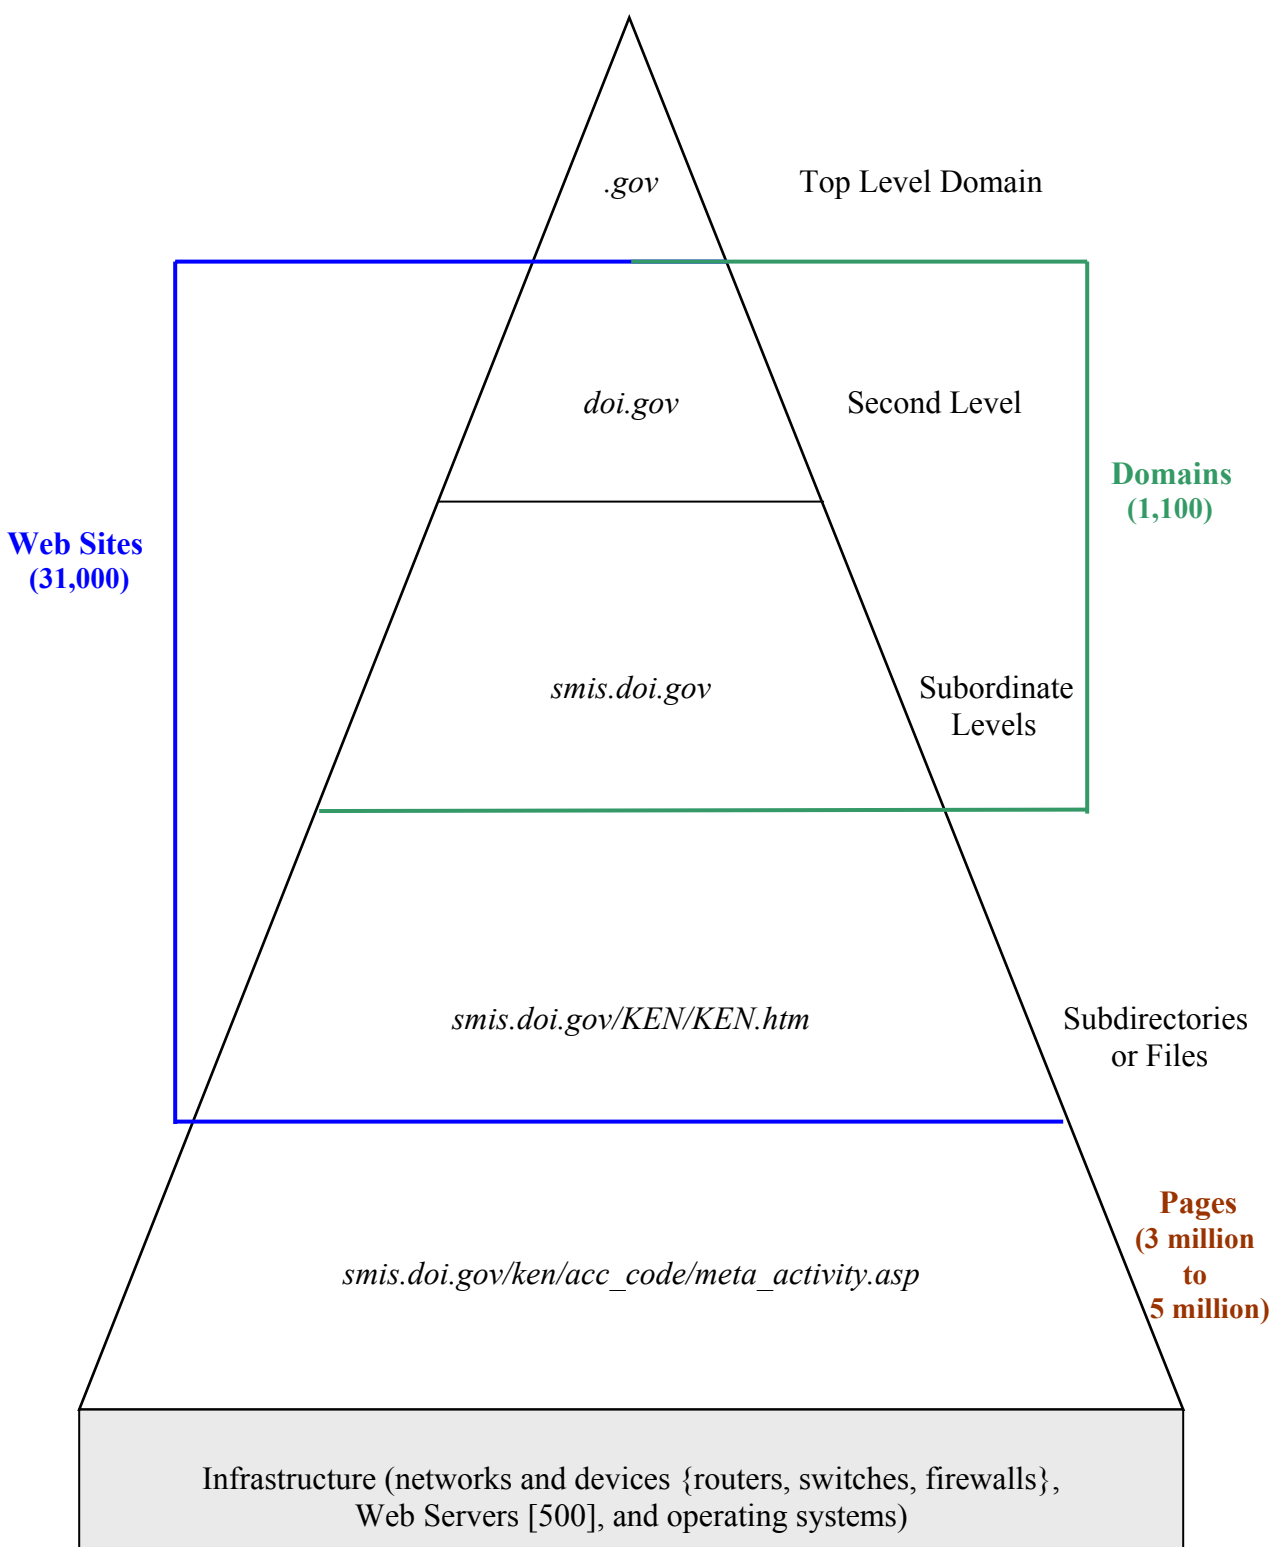 .gov
Top Level Domain
doi.gov
Second Level
Domains
(1,100)
Web Sites
(31,000)
smis.doi.gov
Subordinate
Levels
smis.doi.gov/KEN/KEN.htm
Subdirectories
or Files
Pages
(3 million
to
5 million)
smis.doi.gov/ken/acc_code/meta_activity.asp
Infrastructure (networks and devices {routers, switches, firewalls},
Web Servers [500], and operating systems)